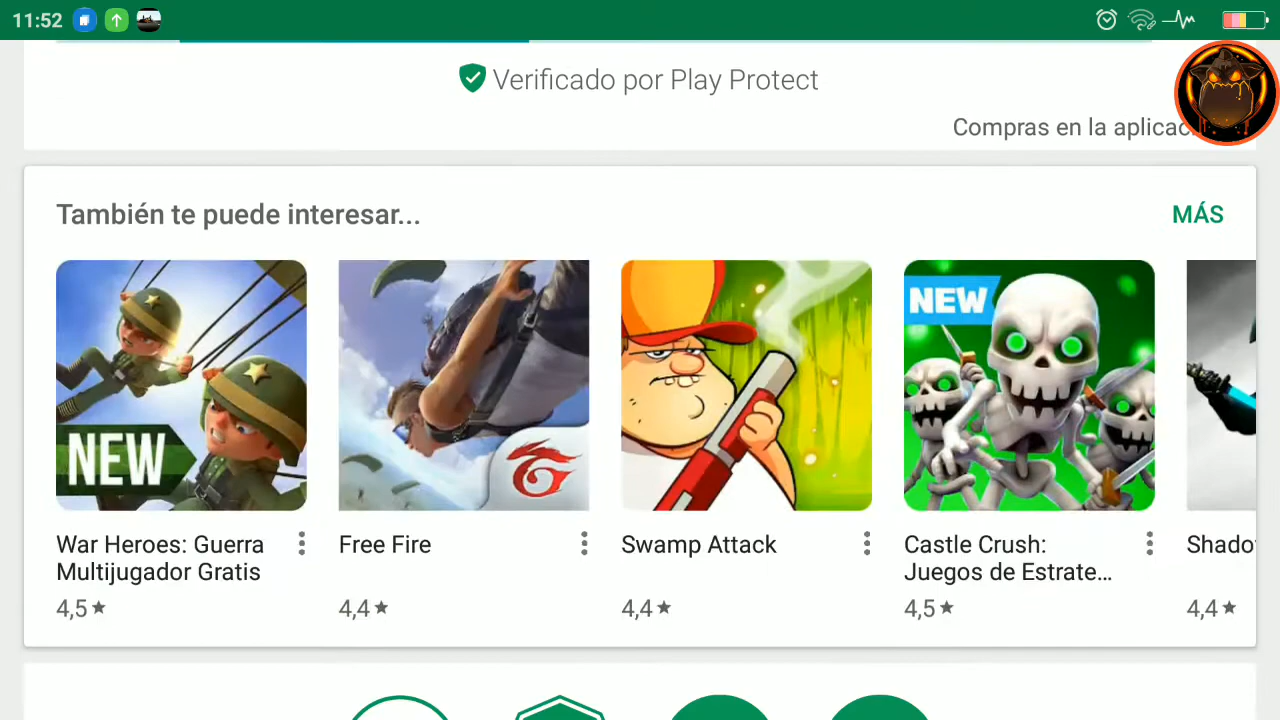 11:52
Verificado por Play Protect
Compras en la aplicac
También te puede interesar...
MÁS
NEW
NEW
War Heroes: Guerra
Multijugador Gratis
4,5★
Free Fire
4,4★
Swamp Attack
4,4★
Castle Crush:
Juegos de Estrate...
4,5★
Shado
4,4★